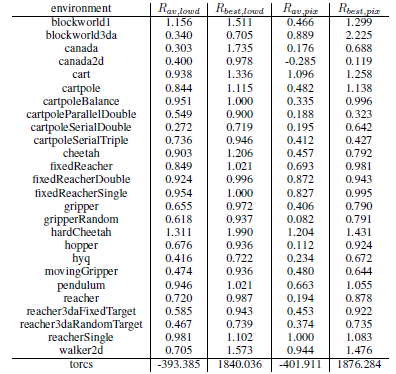 environment R_av,lowd R_best,lowd R_av,pix R_best,pix
blockworld1 1.156 1.511 0.466 1.299
blockworld3da 0.340 0.705 0.889 2.225
canada 0.303 1.735 0.176 0.688
canada2d 0.400 0.978 -0.285 0.119
cart 0.938 1.336 1.096 1.258
cartpole 0.844 1.115 0.482 1.138
cartpoleBalance 0.951 1.000 0.335 0.996
cartpoleParallelDouble 0.549 0.900 0.188 0.323
cartpoleSerialDouble 0.272 0.719 0.195 0.642
cartpoleSerialTriple 0.736 0.946 0.412 0.427
cheetah 0.903 1.206 0.457 0.792
fixedReacher 0.849 1.021 0.693 0.981
fixedReacherDouble 0.924 0.996 0.872 0.943
fixedReacherSingle 0.954 1.000 0.827 0.995
gripper 0.655 0.972 0.406 0.790
gripperRandom 0.618 0.937 0.082 0.791
hardCheetah 1.311 1.990 1.204 1.431
hopper 0.676 0.936 0.112 0.924
hyq 0.416 0.722 0.234 0.672
movingGripper 0.474 0.936 0.480 0.644
pendulum 0.946 1.021 0.663 1.055
reacher 0.720 0.987 0.194 0.878
reacher3daFixedTarget 0.585 0.943 0.453 0.922
reacher3daRandomTarget 0.467 0.739 0.374 0.735
reacherSingle 0.981 1.102 1.000 1.083
walker2d 0.705 1.573 0.944 1.476
torcs -393.385 1840.036 -401.911 1876.284